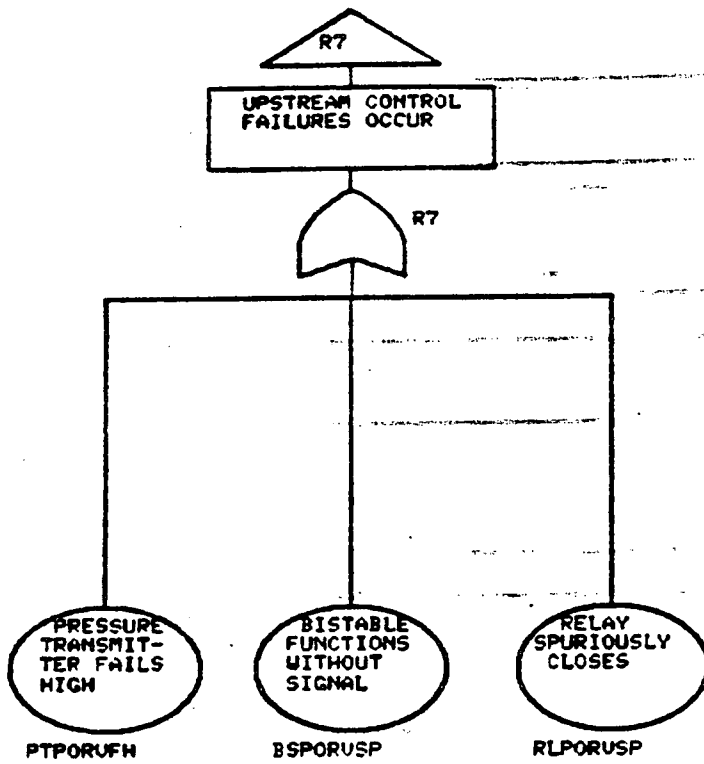 R7
UPSTREAM CONTROL
FAILURES OCCUR
R7
PRESSURE
TRANSMIT-
TER FAILS
HIGH
BISTABLE
FUNCTIONS
WITHOUT
SIGNAL
RELAY
SPURIOUSLY
CLOSES
PTPORVFH
BSPORVSP
RLPORVSP